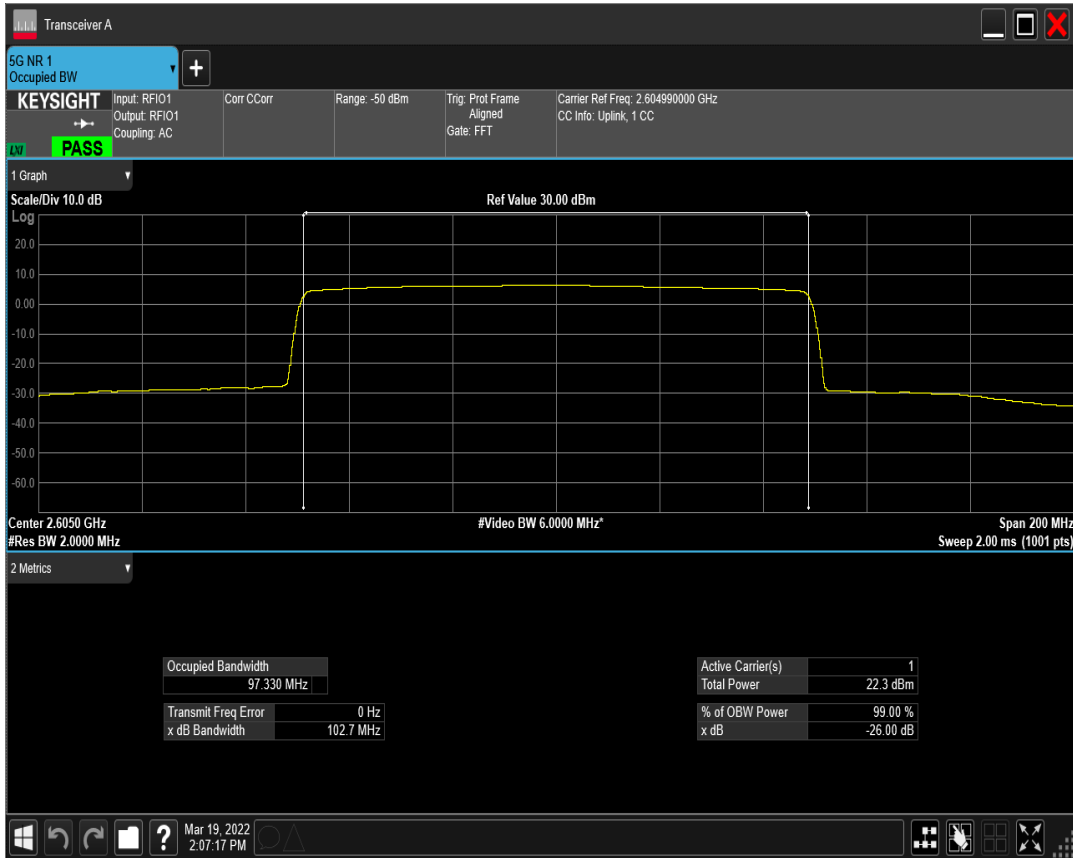 Transceiver A
5G NR 1
Occupied BW
+
KEYSIGHT
LXI
PASS
Input: RFIO1
Output: RFIO1
Coupling: AC
Corr CCorr
Range: -50 dBm
Trig: Prot Frame
Aligned
Gate: FFT
Carrier Ref Freq: 2.604990000 GHz
CC Info: Uplink, 1 CC
1 Graph
Scale/Div 10.0 dB
Ref Value 30.00 dBm
Log
20.0
10.0
0.00
-10.0
-20.0
-30.0
-40.0
-50.0
-60.0
Center 2.6050 GHz
#Video BW 6.0000 MHz*
Span 200 MHz
#Res BW 2.0000 MHz
Sweep 2.00 ms (1001 pts)
2 Metrics
Occupied Bandwidth
97.330 MHz
Transmit Freq Error 0 Hz
x dB Bandwidth 102.7 MHz
Active Carrier(s) 1
Total Power 22.3 dBm
% of OBW Power 99.00 %
x dB -26.00 dB
?
Mar 19, 2022
2:07:17 PM